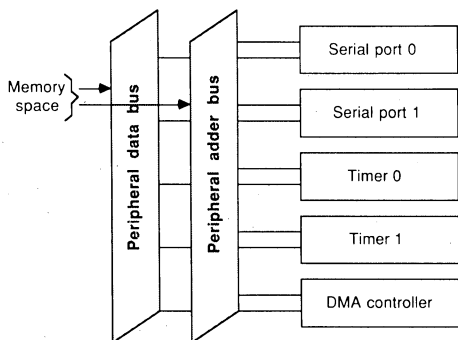 Memory
space
Peripheral data bus
Peripheral adder bus
Serial port 0
Serial port 1
Timer 0
Timer 1
DMA controller